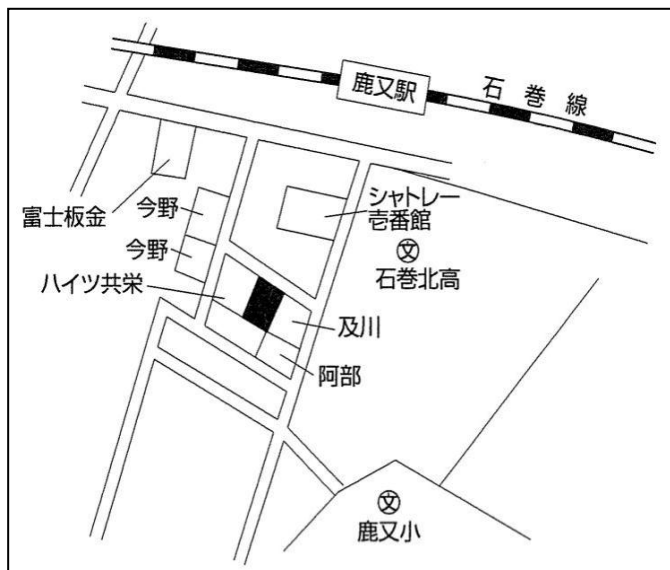 鹿又駅
石巻線
富士板金
今野
今野
シャトレー
壱番館
文
石巻北高
ハイツ共栄
及川
阿部
文
鹿又小